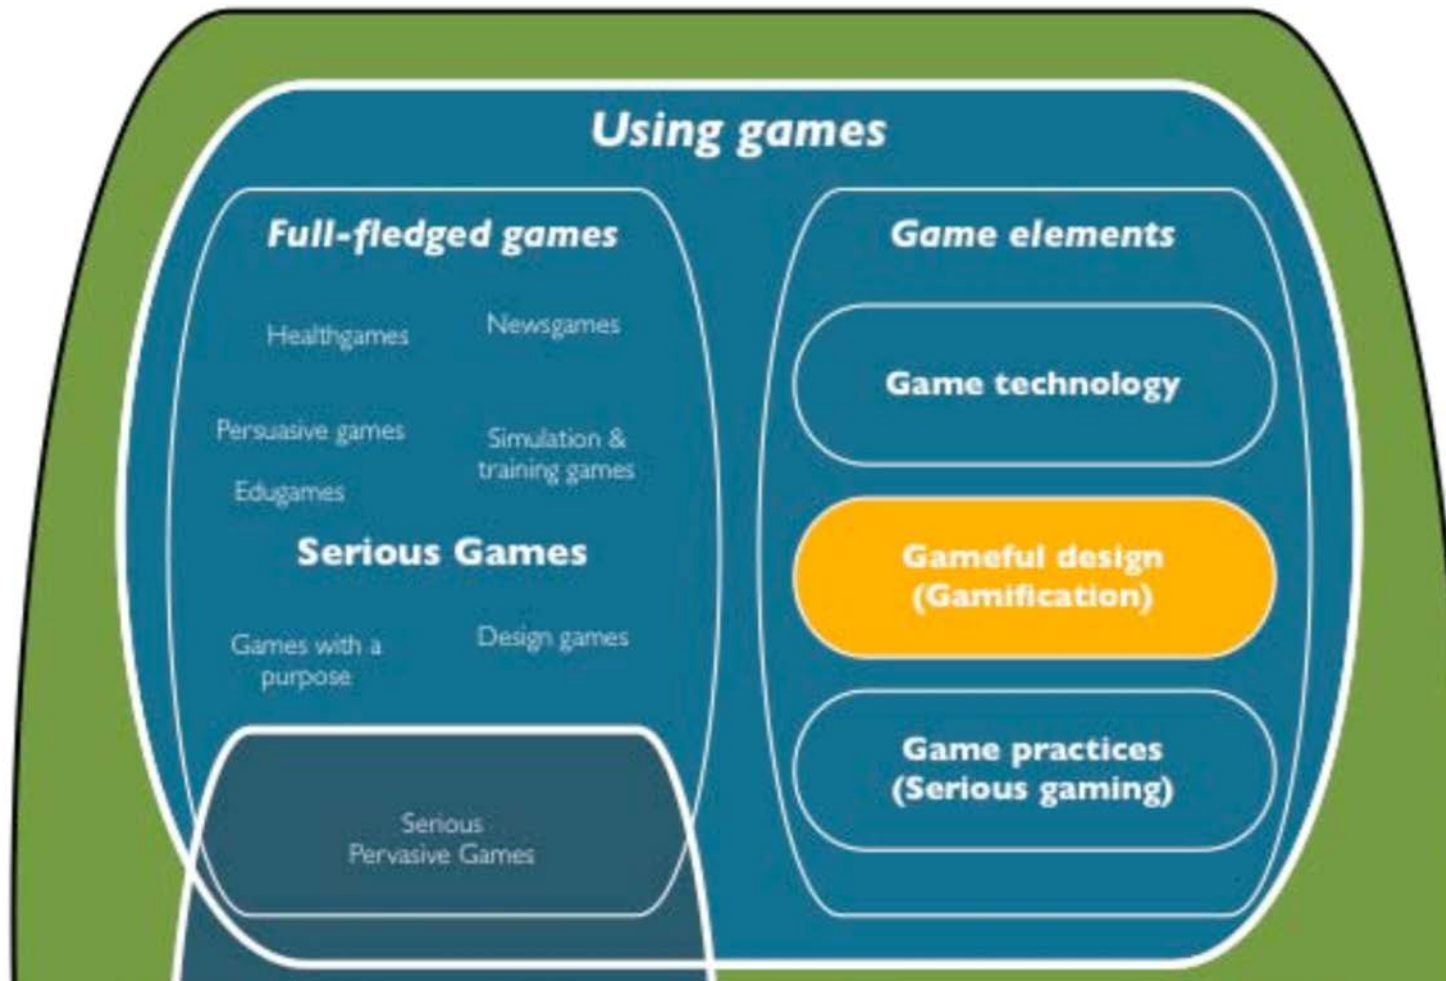 Using games
Full-fledged games
Healthgames
Newsgames
Persuasive games
Simulation &
training games
Edugames
Serious Games
Games with a
purpose
Design games
Serious
Pervasive Games
Game elements
Game technology
Gameful design
(Gamification)
Game practices
(Serious gaming)